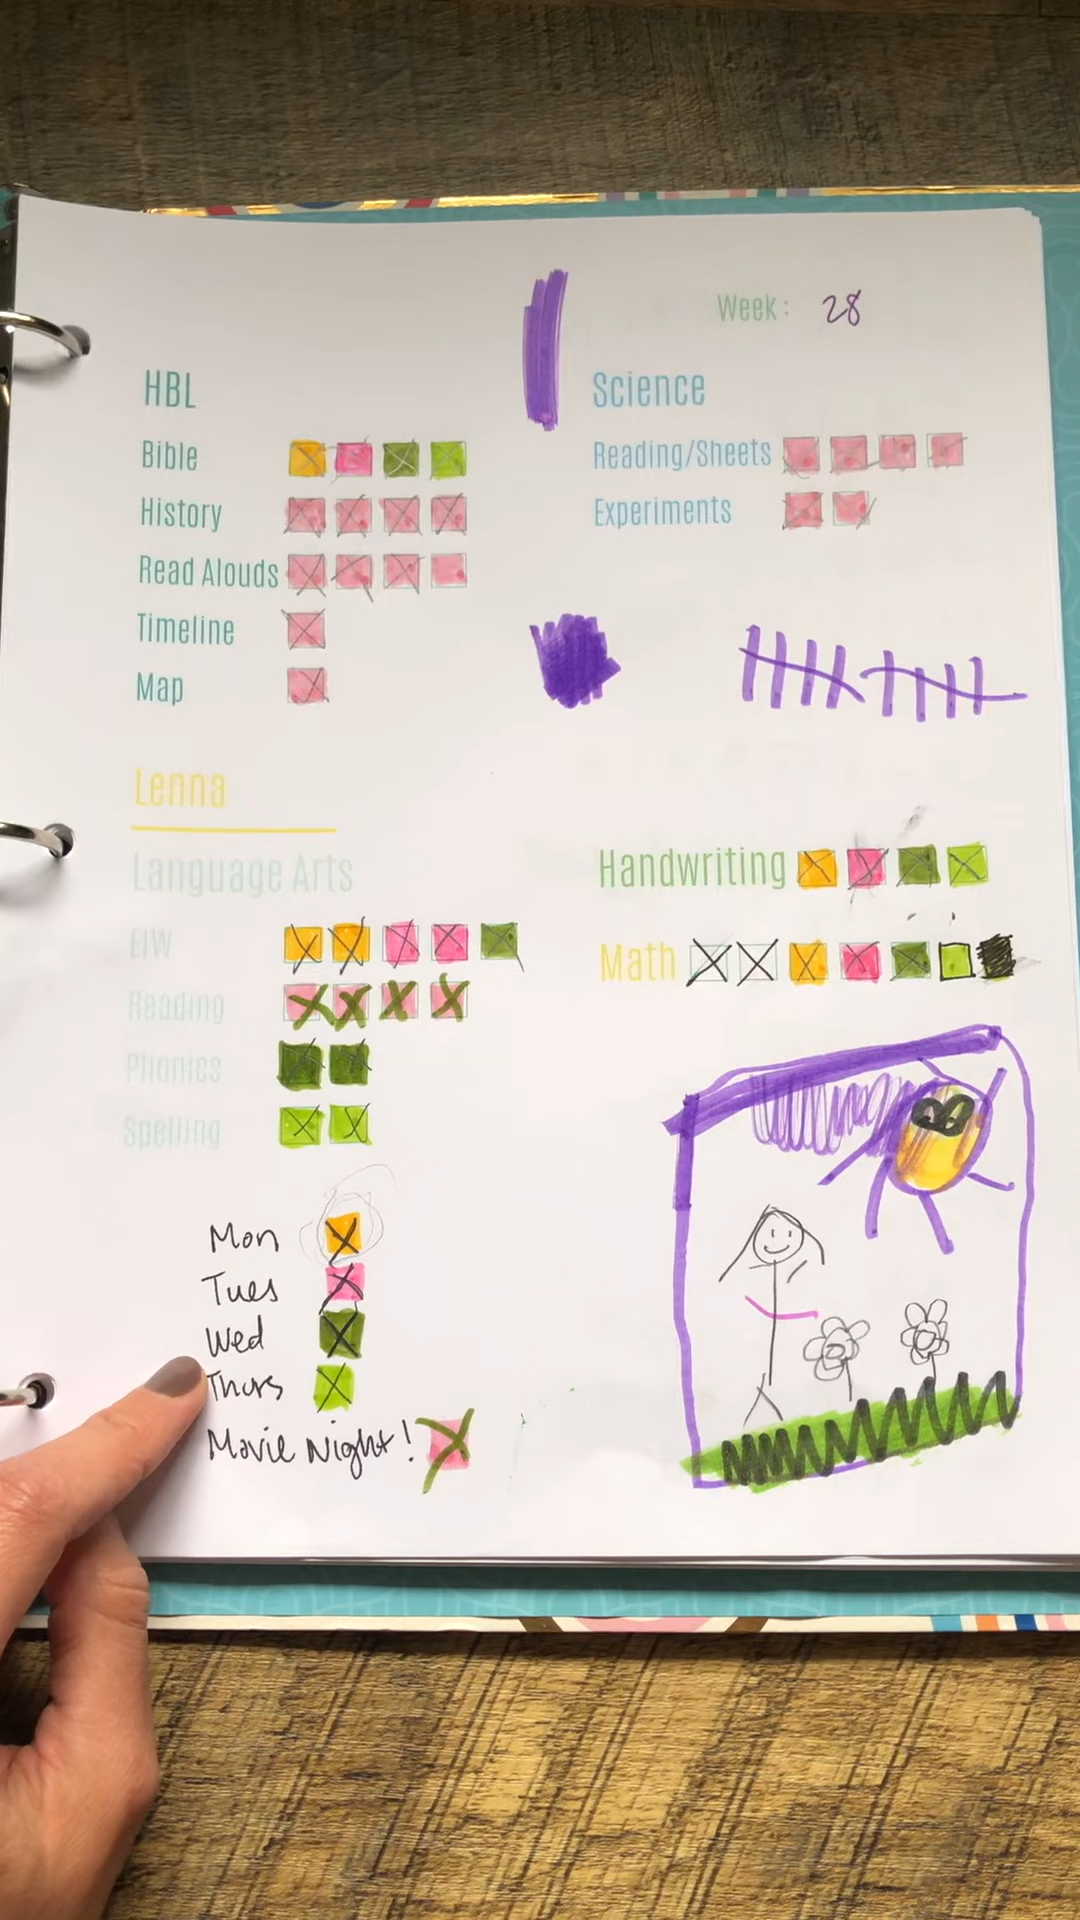 Week: 28
HBL
Bible
History
Read Alouds
Timeline
Map
Science
Reading/Sheets
Experiments
Lenna
Language Arts
EIW
Reading
Phonics
Spelling
Handwriting
Math
Mon
Tues
Wed
Thurs
Movie Night!